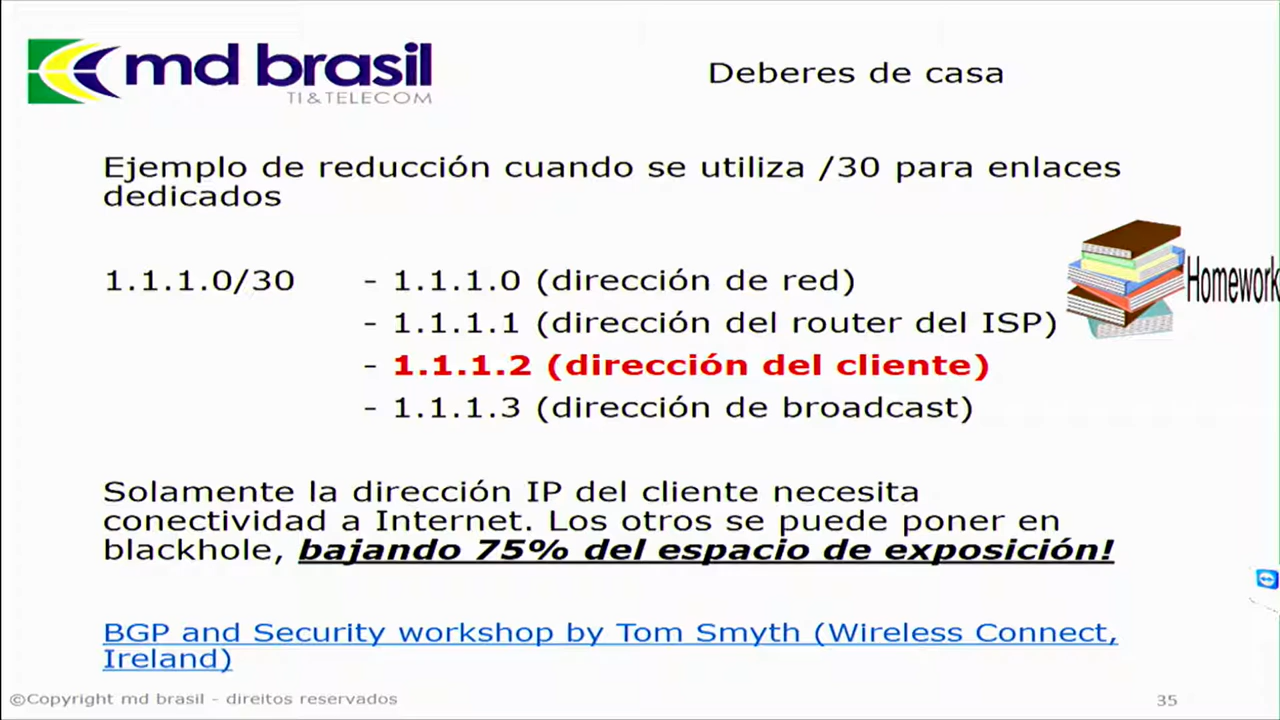 md brasil
TI & TELECOM
Deberes de casa
Ejemplo de reducción cuando se utiliza /30 para enlaces
dedicados
1.1.1.0/30 - 1.1.1.0 (dirección de red)
- 1.1.1.1 (dirección del router del ISP)
- 1.1.1.2 (dirección del cliente)
- 1.1.1.3 (dirección de broadcast)
Homework
Solamente la dirección IP del cliente necesita
conectividad a Internet. Los otros se puede poner en
blackhole, bajando 75% del espacio de exposición!
BGP and Security workshop by Tom Smyth (Wireless Connect,
Ireland)
©Copyright md brasil - direitos reservados
35